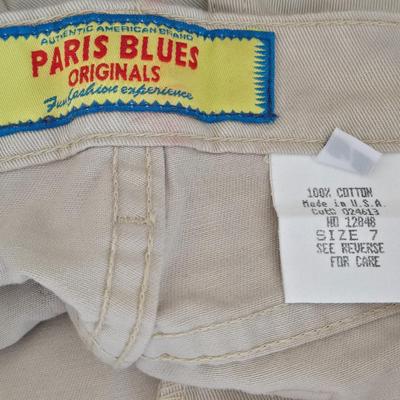 AUTHENTIC AMERICAN BRAND
PARIS BLUES
ORIGINALS
Fun fashion experience
100% COTTON
Made in U.S.A.
Cut# 024613
HO 12848
SIZE 7
SEE REVERSE
FOR CARE